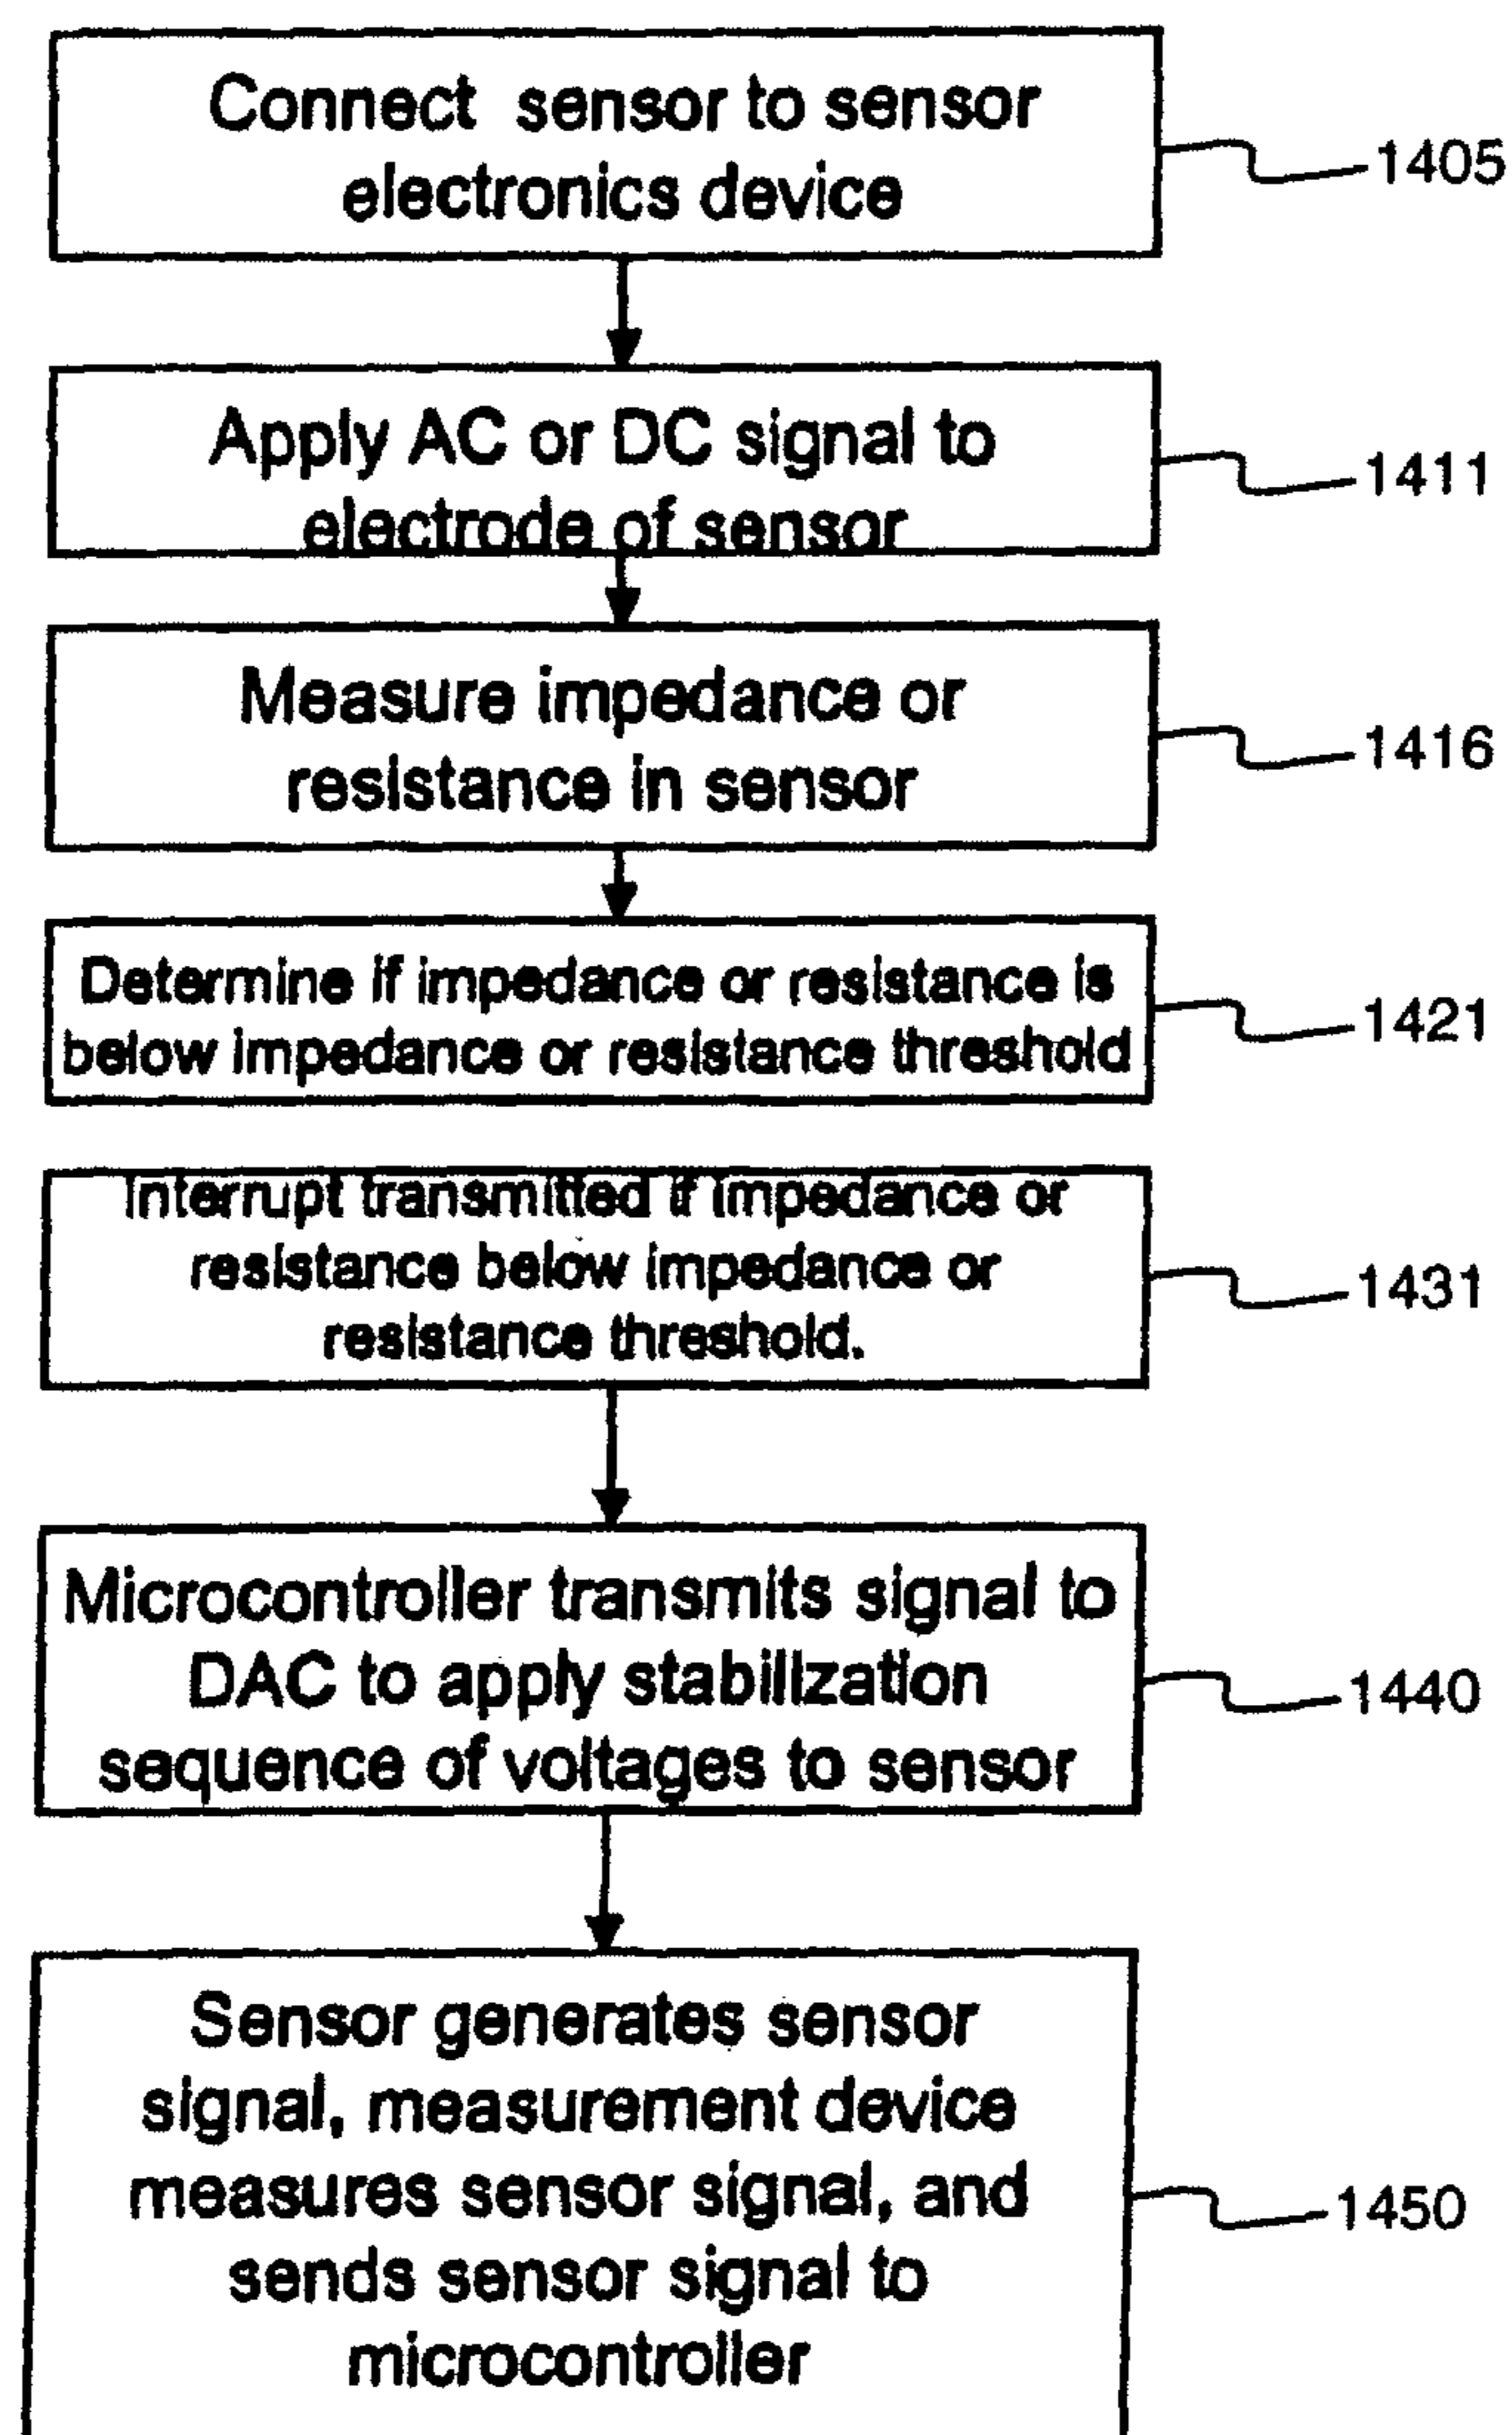 Connect sensor to sensor
electronics device
1405
Apply AC or DC signal to
electrode of sensor
1411
Measure impedance or
resistance in sensor
1416
Determine if impedance or resistance is
below impedance or resistance threshold
1421
Interrupt transmitted if impedance or
resistance below impedance or
resistance threshold.
1431
Microcontroller transmits signal to
DAC to apply stabilization
sequence of voltages to sensor
1440
Sensor generates sensor
signal, measurement device
measures sensor signal, and
sends sensor signal to
microcontroller
1450